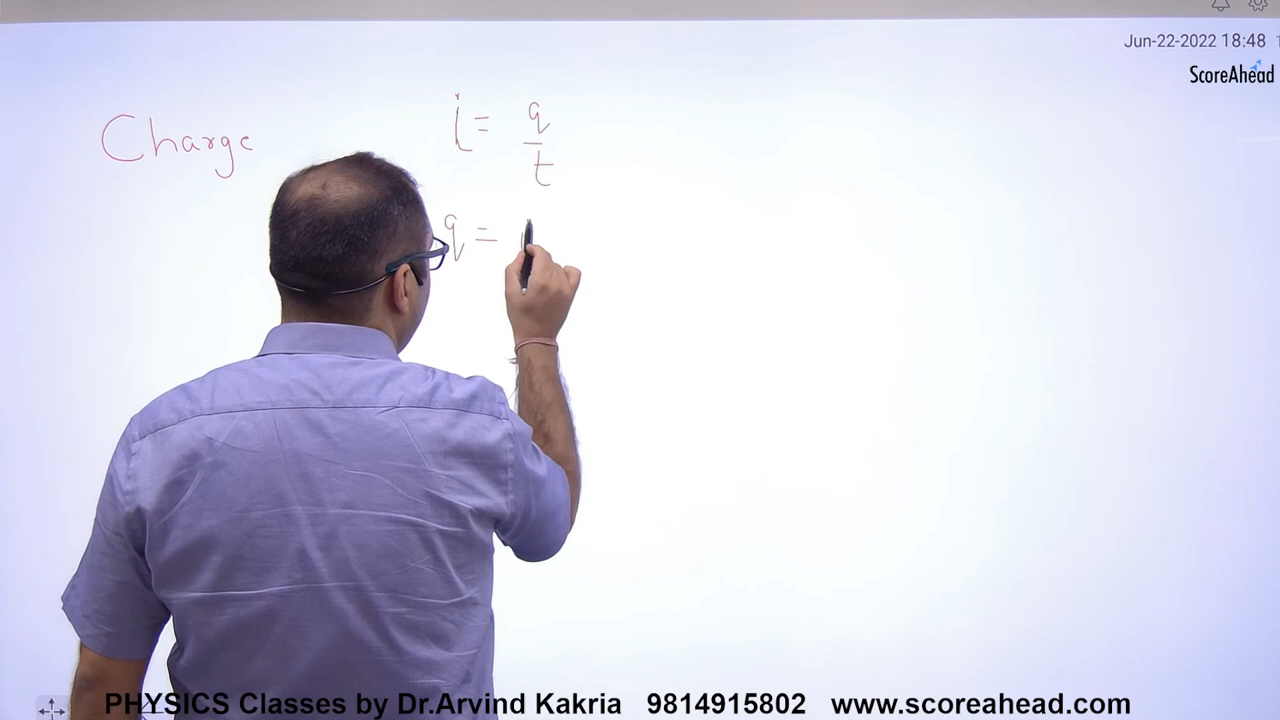 Jun-22-2022 18:48
ScoreAhead
Charge
i = q/t
q =
PHYSICS Classes by Dr.Arvind Kakria 9814915802 www.scoreahead.com